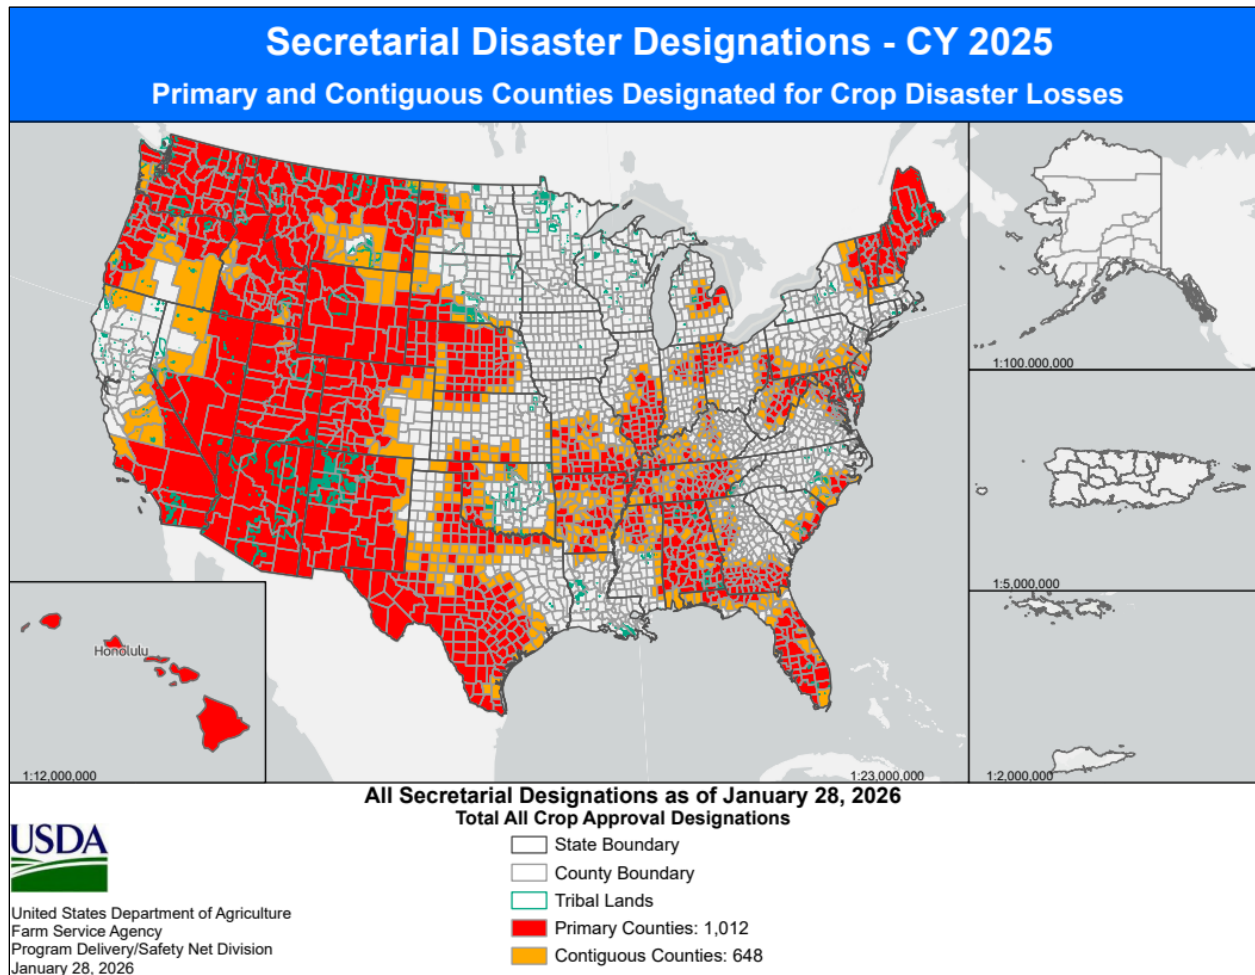 Secretarial Disaster Designations - CY 2025
Primary and Contiguous Counties Designated for Crop Disaster Losses
1:100,000,000
1:5,000,000
Honolulu
1:12,000,000
1:23,000,000
1:2,000,000
All Secretarial Designations as of January 28, 2026
Total All Crop Approval Designations
State Boundary
County Boundary
Tribal Lands
Primary Counties: 1,012
Contiguous Counties: 648
USDA
United States Department of Agriculture
Farm Service Agency
Program Delivery/Safety Net Division
January 28, 2026